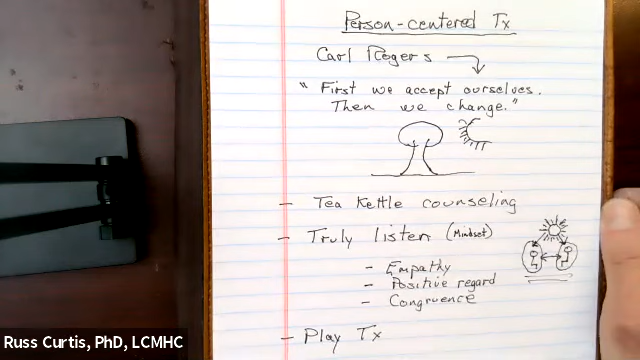 Person-centered Tx
Carl Rogers
"First we accept ourselves.
Then we change."
- Tea Kettle counseling
- Truly listen (Mindset)
- Empathy
- Positive regard
- Congruence
- Play Tx
Russ Curtis, PhD, LCMHC